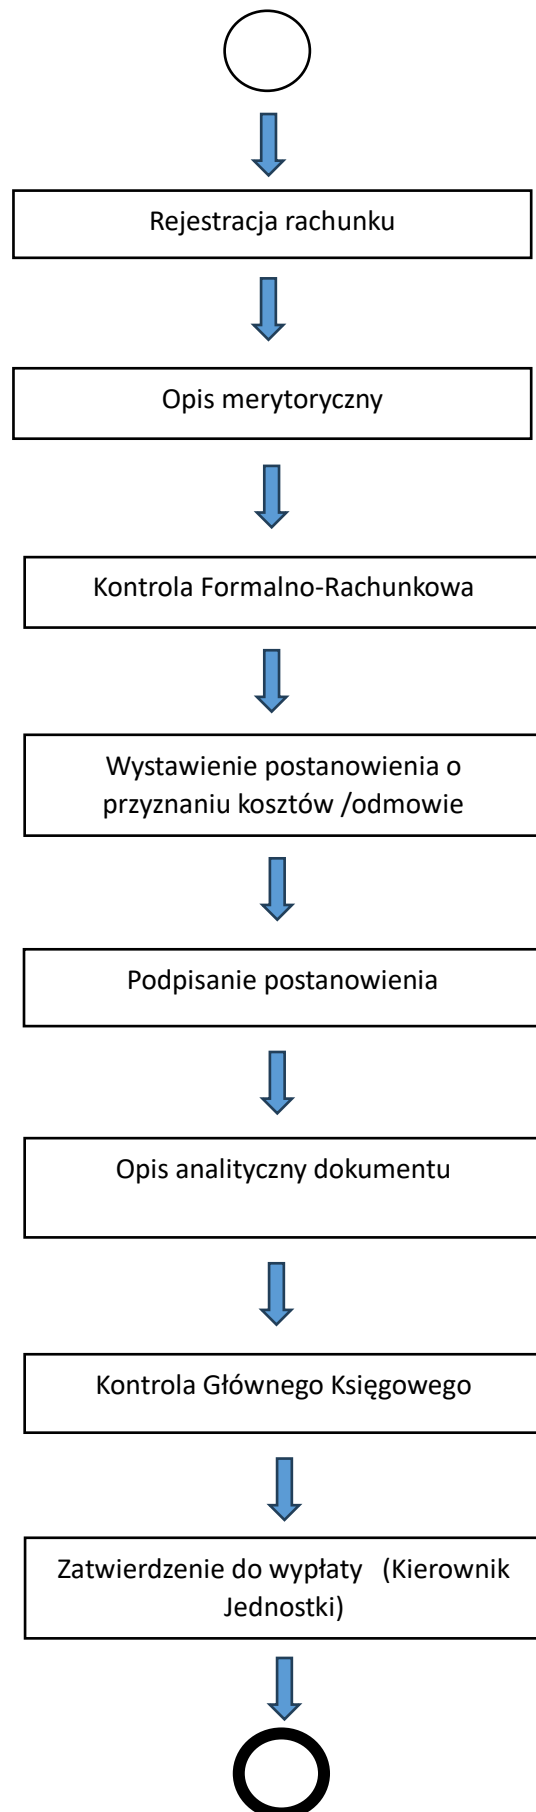 Rejestracja rachunku
Opis merytoryczny
Kontrola Formalno-Rachunkowa
Wystawienie postanowienia o
przyznaniu kosztów /odmowie
Podpisanie postanowienia
Opis analityczny dokumentu
Kontrola Głównego Księgowego
Zatwierdzenie do wypłaty (Kierownik
Jednostki)